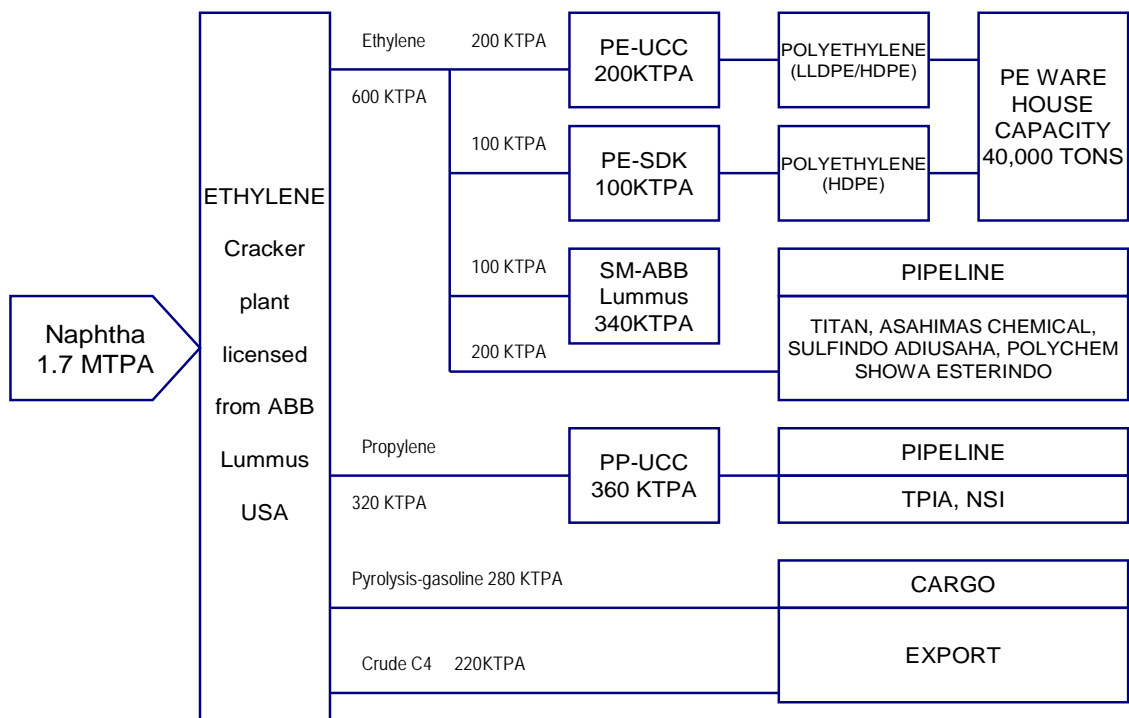 Naphtha
1.7 MTPA
ETHYLENE
Cracker
plant
licensed
from ABB
Lummus
USA
Ethylene 200 KTPA
600 KTPA
PE-UCC
200KTPA
POLYETHYLENE
(LLDPE/HDPE)
PE WARE
HOUSE
CAPACITY
40,000 TONS
100 KTPA
PE-SDK
100KTPA
POLYETHYLENE
(HDPE)
100 KTPA
SM-ABB
Lummus
340KTPA
200 KTPA
PIPELINE
TITAN, ASAHIMAS CHEMICAL,
SULFINDO ADIUSAHA, POLYCHEM
SHOWA ESTERINDO
Propylene
320 KTPA
PP-UCC
360 KTPA
PIPELINE
TPIA, NSI
Pyrolysis-gasoline 280 KTPA
CARGO
Crude C4 220KTPA
EXPORT